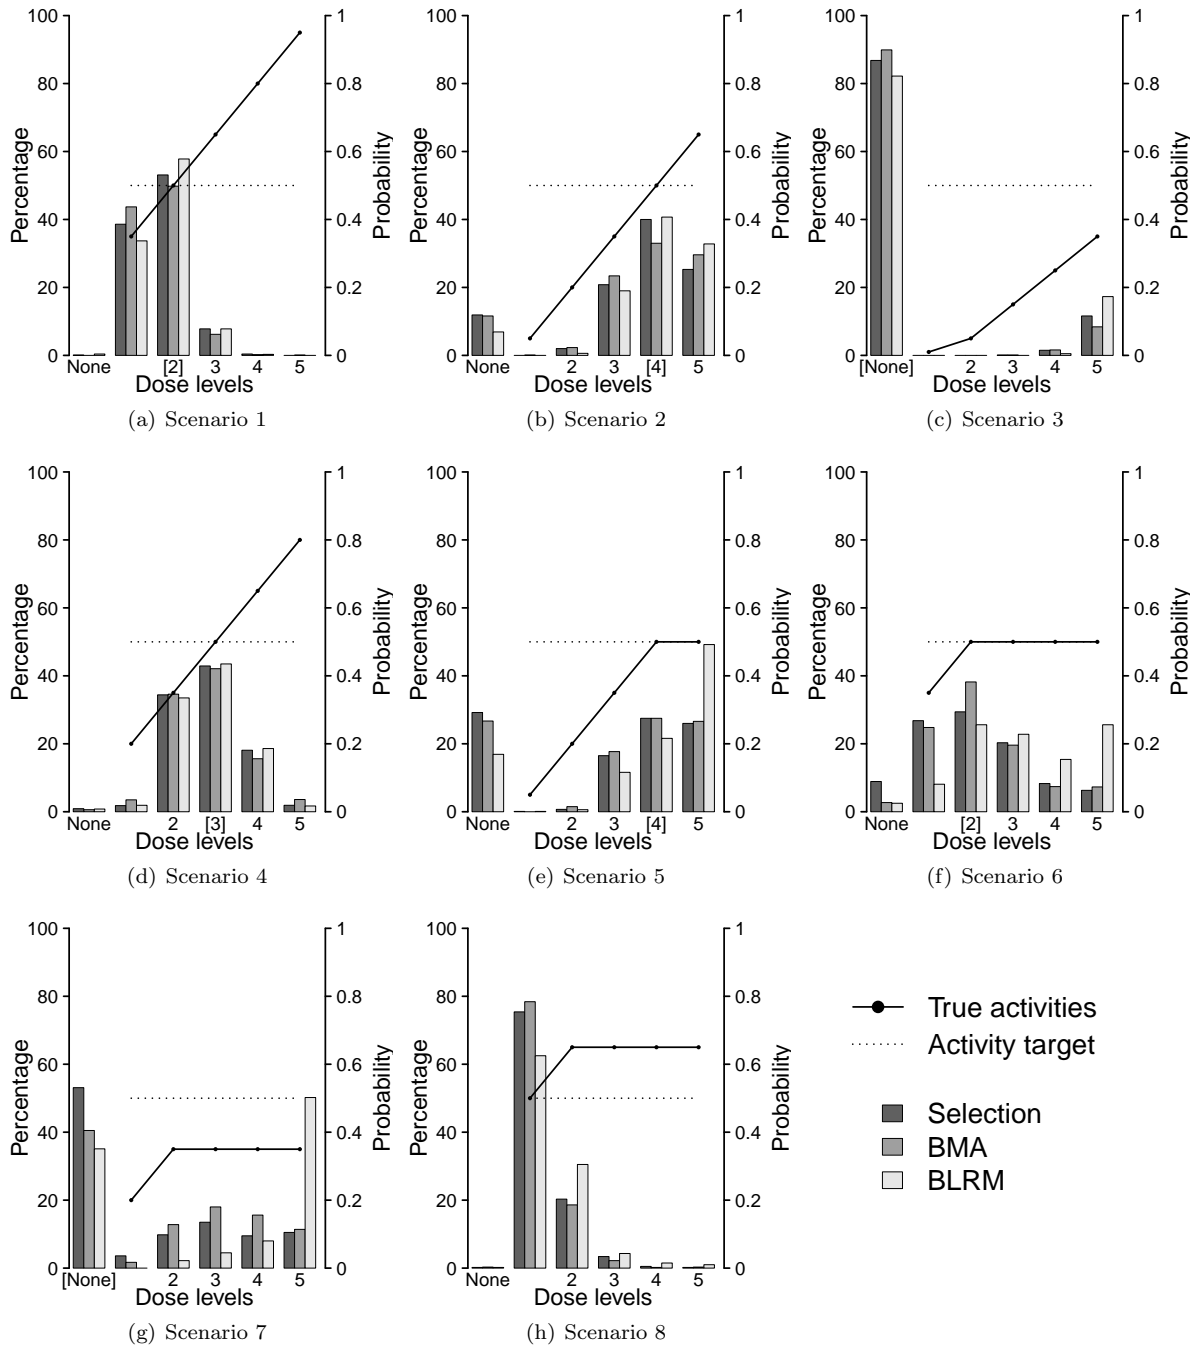 100
80
60
40
20
0
Percentage
None
[2]
3
4
5
Dose levels
1
0.8
0.6
0.4
0.2
0
Probability
(a) Scenario 1
100
80
60
40
20
0
Percentage
None
2
3
[4]
5
Dose levels
1
0.8
0.6
0.4
0.2
0
Probability
(b) Scenario 2
100
80
60
40
20
0
Percentage
[None]
2
3
4
5
Dose levels
1
0.8
0.6
0.4
0.2
0
Probability
(c) Scenario 3
100
80
60
40
20
0
Percentage
None
2
[3]
4
5
Dose levels
1
0.8
0.6
0.4
0.2
0
Probability
(d) Scenario 4
100
80
60
40
20
0
Percentage
None
2
3
[4]
5
Dose levels
1
0.8
0.6
0.4
0.2
0
Probability
(e) Scenario 5
100
80
60
40
20
0
Percentage
None
[2]
3
4
5
Dose levels
1
0.8
0.6
0.4
0.2
0
Probability
(f) Scenario 6
100
80
60
40
20
0
Percentage
[None]
2
3
4
5
Dose levels
1
0.8
0.6
0.4
0.2
0
Probability
(g) Scenario 7
100
80
60
40
20
0
Percentage
None
2
3
4
5
Dose levels
1
0.8
0.6
0.4
0.2
0
Probability
(h) Scenario 8
True activities
Activity target
Selection
BMA
BLRM